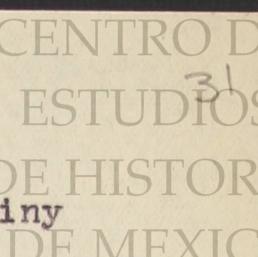 CENTRO D
31
ESTUDIOS
DE HISTOR
iny
DE MEXIC